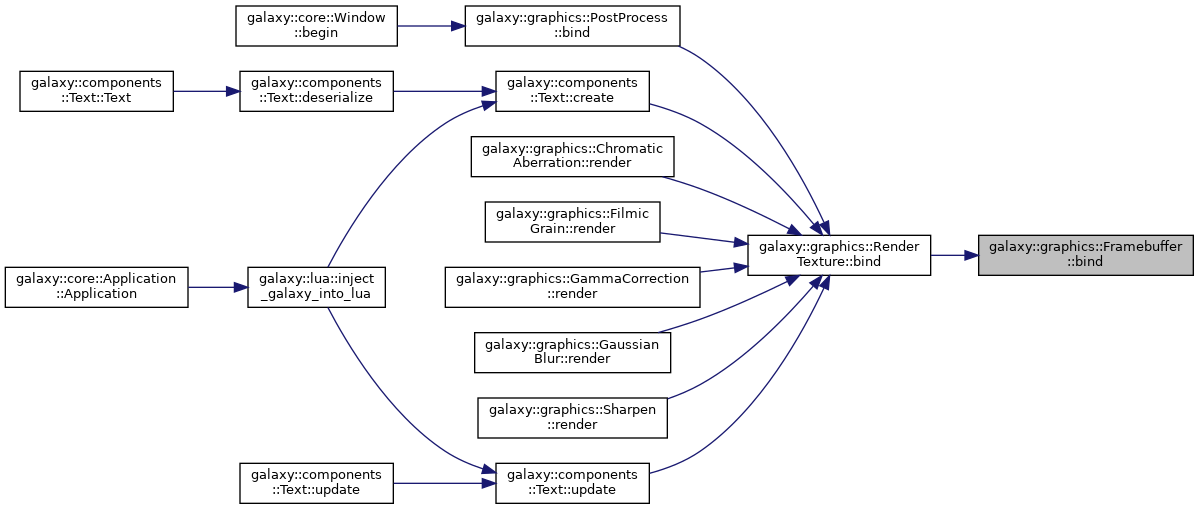 galaxy::core::Window
::begin
galaxy::graphics::PostProcess
::bind
galaxy::components
::Text::Text
galaxy::components
::Text::deserialize
galaxy::components
::Text::create
galaxy::graphics::Chromatic
Aberration::render
galaxy::graphics::Filmic
Grain::render
galaxy::graphics::Render
Texture::bind
galaxy::graphics::Framebuffer
::bind
galaxy::core::Application
::Application
galaxy::lua::inject
_galaxy_into_lua
galaxy::graphics::GammaCorrection
::render
galaxy::graphics::Gaussian
Blur::render
galaxy::graphics::Sharpen
::render
galaxy::components
::Text::update
galaxy::components
::Text::update